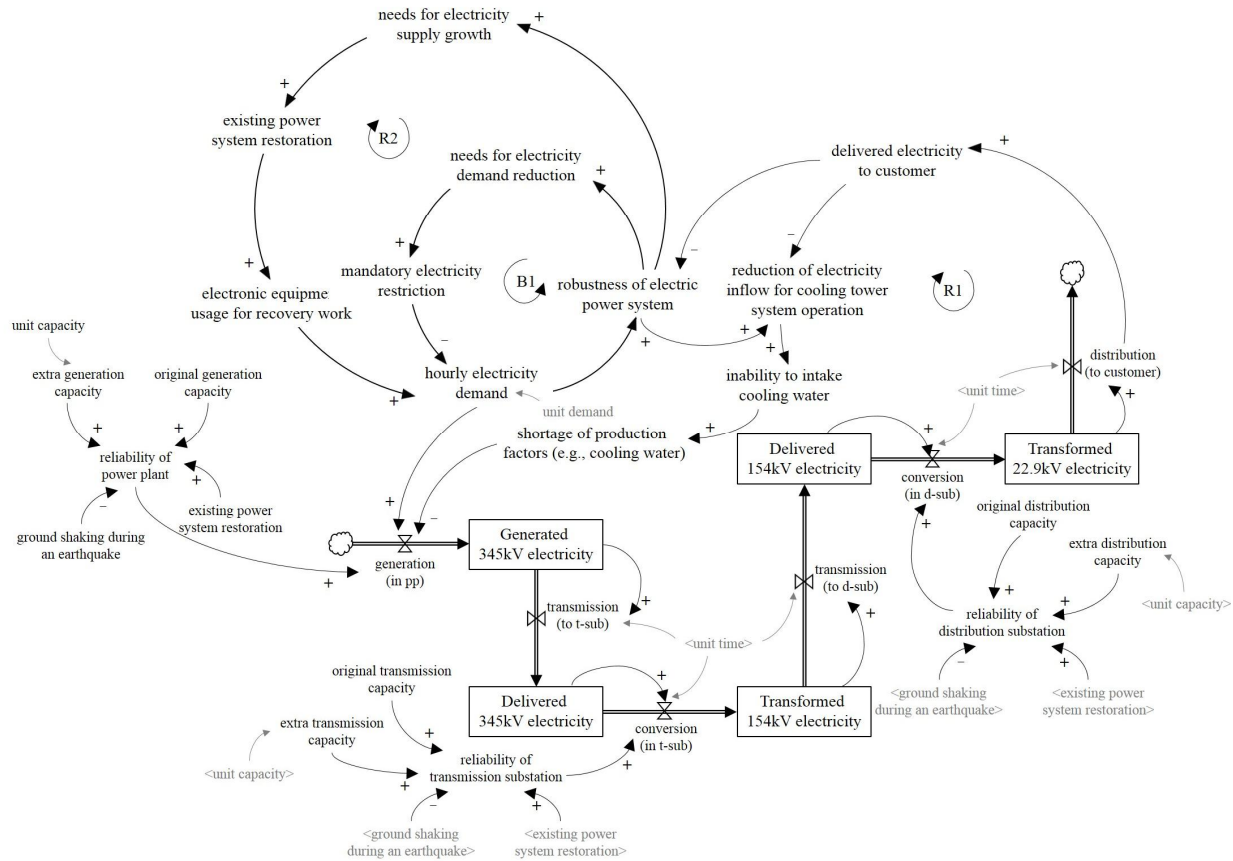 needs for electricity
supply growth
+
+
existing power
system restoration
R2
needs for electricity
demand reduction
+
delivered electricity
to customer
+
–
–
+
+
mandatory electricity
restriction
B1
robustness of electric
power system
reduction of electricity
inflow for cooling tower
system operation
R1
electronic equipme
usage for recovery work
+
+
unit capacity
–
distribution
(to customer)
extra generation
capacity
original generation
capacity
hourly electricity
demand
+
inability to intake
cooling water
<unit time>
+
unit demand
+
+
+
shortage of production
factors (e.g., cooling water)
+
Delivered
154kV electricity
Transformed
22.9kV electricity
reliability of
power plant
+
–
conversion
(in d-sub)
+
existing power
system restoration
ground shaking during
an earthquake
+
–
original distribution
capacity
Generated
345kV electricity
generation
(in pp)
+
extra distribution
capacity
transmission
(to d-sub)
transmission
(to t-sub)
+
+
+
+
<unit capacity>
reliability of
distribution substation
<unit time>
original transmission
capacity
+
–
+
Delivered
345kV electricity
Transformed
154kV electricity
<ground shaking
during an earthquake>
<existing power
system restoration>
extra transmission
capacity
conversion
(in t-sub)
+
reliability of
transmission substation
+
<unit capacity>
+
–
+
<ground shaking
during an earthquake>
<existing power
system restoration>